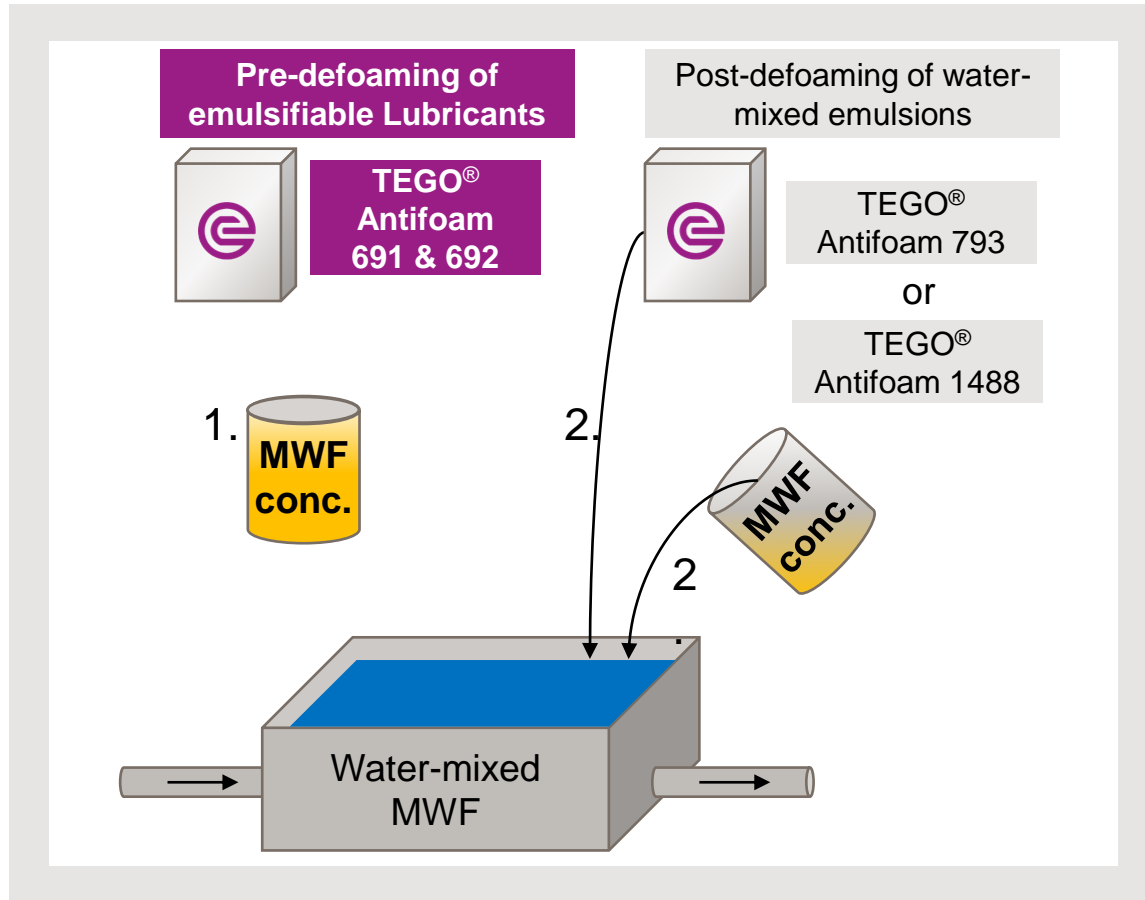 Pre-defoaming of
emulsifiable Lubricants
TEGO®
Antifoam
691 & 692
Post-defoaming of water-
mixed emulsions
TEGO®
Antifoam 793
or
TEGO®
Antifoam 1488
1.
MWF
conc.
2.
MWF
conc.
2
.
Water-mixed
MWF